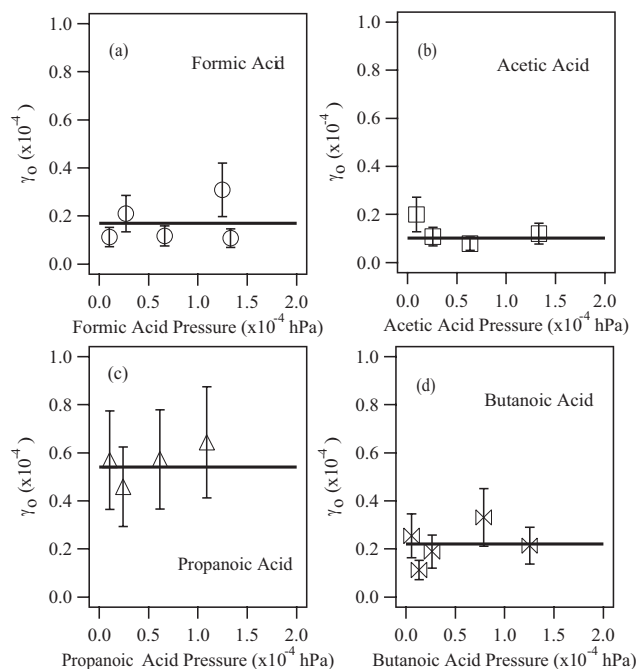 1.0
0.8
0.6
0.4
0.2
0.0
γo (x10-4)
(a)
Formic Acid
0.0 0.5 1.0 1.5 2.0
Formic Acid Pressure (x10-4 hPa)
1.0
0.8
0.6
0.4
0.2
0.0
γo (x10-4)
(b)
Acetic Acid
0.0 0.5 1.0 1.5 2.0
Acetic Acid Pressure (x10-4 hPa)
1.0
0.8
0.6
0.4
0.2
0.0
γo (x10-4)
(c)
Propanoic Acid
0.0 0.5 1.0 1.5 2.0
Propanoic Acid Pressure (x10-4 hPa)
1.0
0.8
0.6
0.4
0.2
0.0
γo (x10-4)
(d)
Butanoic Acid
0.0 0.5 1.0 1.5 2.0
Butanoic Acid Pressure (x10-4 hPa)